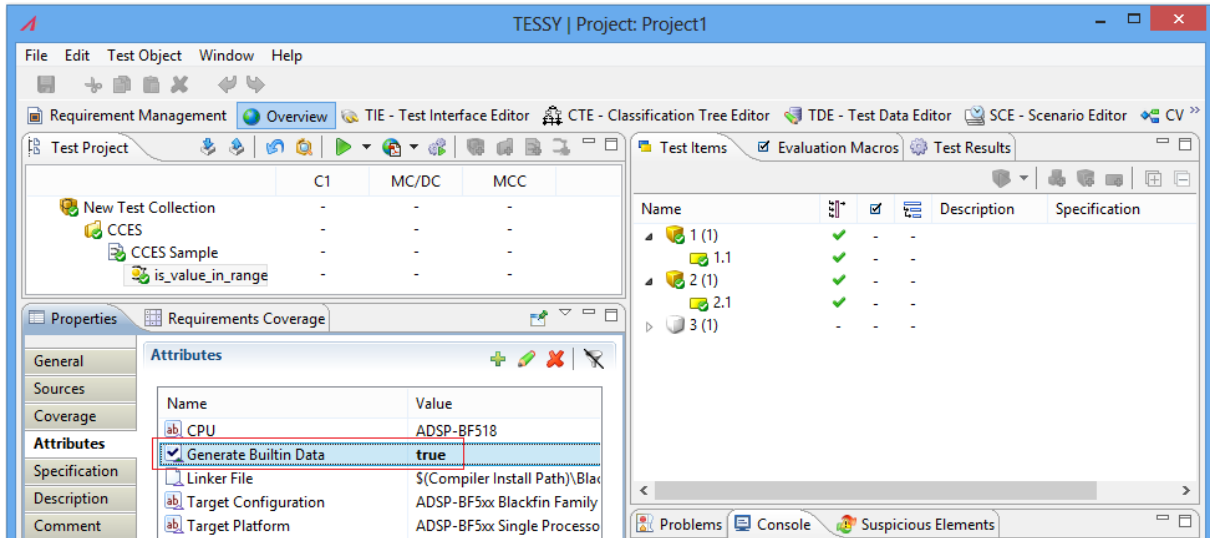 TESSY | Project: Project1
File Edit Test Object Window Help
Requirement Management Overview TIE - Test Interface Editor CTE - Classification Tree Editor TDE - Test Data Editor SCE - Scenario Editor CV
Test Project
C1 MC/DC MCC
New Test Collection - - -
CCES - - -
CCES Sample - - -
is_value_in_range - - -
Properties Requirements Coverage
General
Sources
Coverage
Attributes
Specification
Description
Comment
Attributes
Name Value
CPU ADSP-BF518
Generate Builtin Data true
Linker File $(Compiler Install Path)\Blac
Target Configuration ADSP-BF5xx Blackfin Family
Target Platform ADSP-BF5xx Single Processo
Test Items Evaluation Macros Test Results
Name Description Specification
1 (1) - -
1.1 - -
2 (1) - -
2.1 - -
3 (1) - - -
Problems Console Suspicious Elements